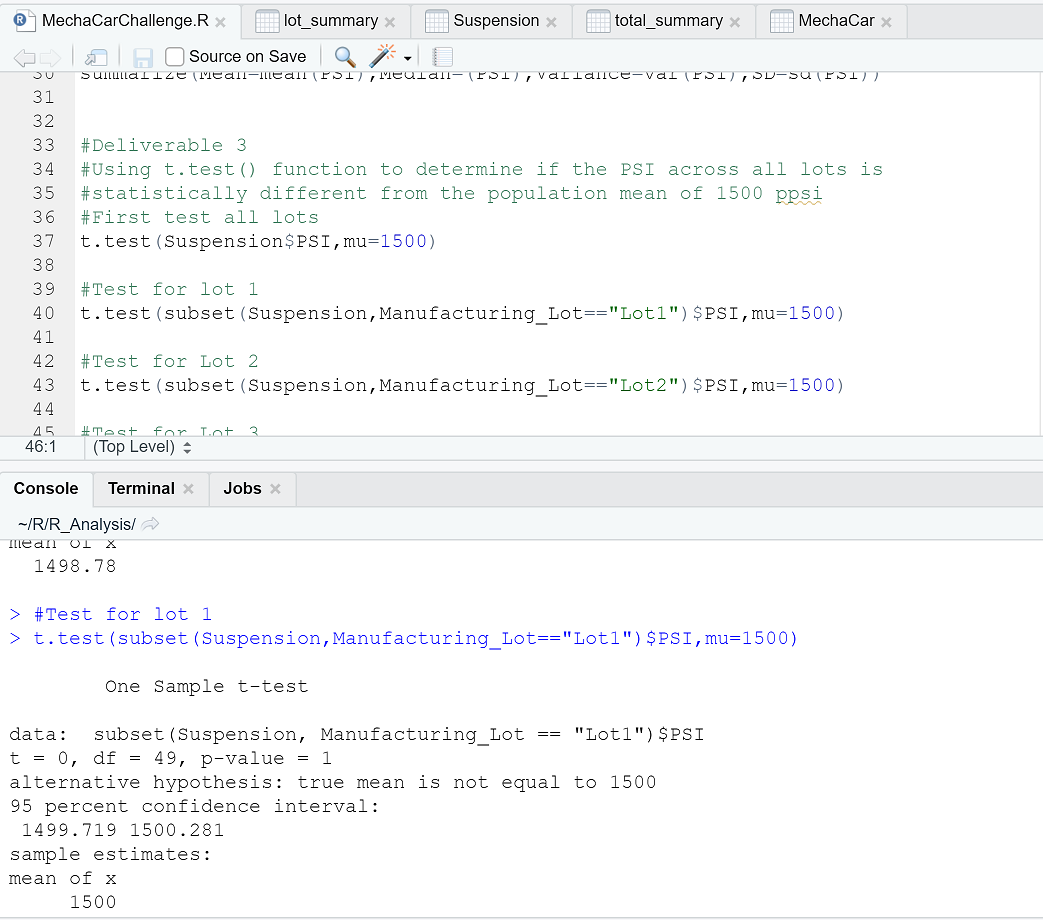 MechaCarChallenge.R
lot_summary
Suspension
total_summary
MechaCar
Source on Save
30 summarize(Mean=mean(PSI),Median=(PSI),Variance=var(PSI),SD=sd(PSI))
31
32
33 #Deliverable 3
34 #Using t.test() function to determine if the PSI across all lots is
35 #statistically different from the population mean of 1500 ppsi
36 #First test all lots
37 t.test(Suspension$PSI,mu=1500)
38
39 #Test for lot 1
40 t.test(subset(Suspension,Manufacturing_Lot=="Lot1")$PSI,mu=1500)
41
42 #Test for Lot 2
43 t.test(subset(Suspension,Manufacturing_Lot=="Lot2")$PSI,mu=1500)
44
45 #Test for Lot 3
46:1 (Top Level)
Console Terminal Jobs
~/R/R_Analysis/
mean of x
1498.78
> #Test for lot 1
> t.test(subset(Suspension,Manufacturing_Lot=="Lot1")$PSI,mu=1500)
One Sample t-test
data: subset(Suspension, Manufacturing_Lot == "Lot1")$PSI
t = 0, df = 49, p-value = 1
alternative hypothesis: true mean is not equal to 1500
95 percent confidence interval:
1499.719 1500.281
sample estimates:
mean of x
1500